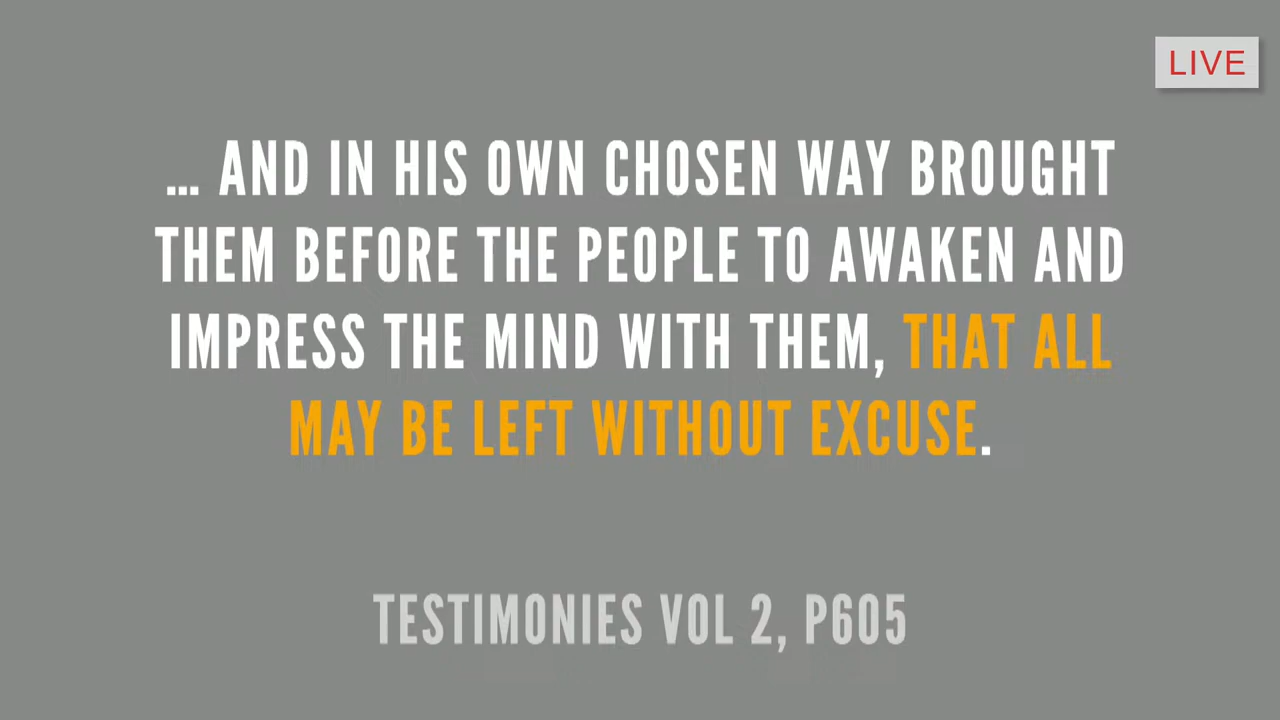 LIVE
... AND IN HIS OWN CHOSEN WAY BROUGHT
THEM BEFORE THE PEOPLE TO AWAKEN AND
IMPRESS THE MIND WITH THEM, THAT ALL
MAY BE LEFT WITHOUT EXCUSE.
TESTIMONIES VOL 2, P605